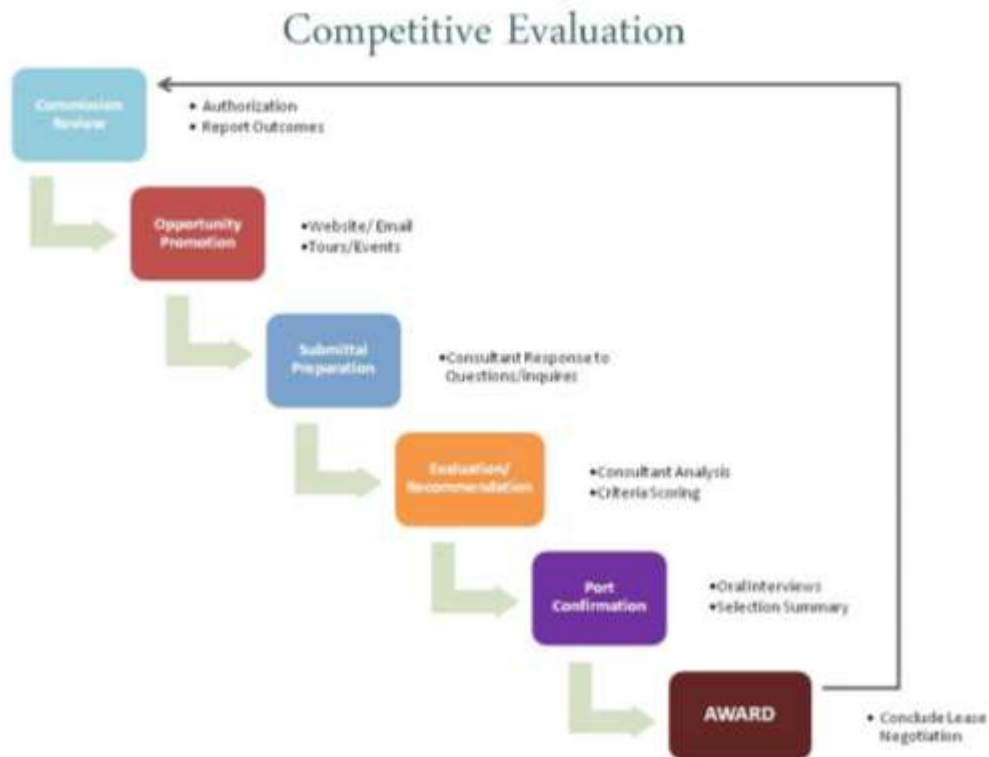 Competitive Evaluation
Commission
Review
• Authorization
• Report Outcomes
Opportunity
Promotion
•Website/ Email
•Tours/Events
Submittal
Preparation
•Consultant Response to
Questions/Inquires
Evaluation/
Recommendation
•Consultant Analysis
•Criteria Scoring
Port
Confirmation
•Oral Interviews
•Selection Summary
AWARD
• Conclude Lease
Negotiation